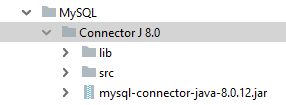 MySQL
Connector J 8.0
lib
src
mysql-connector-java-8.0.12.jar